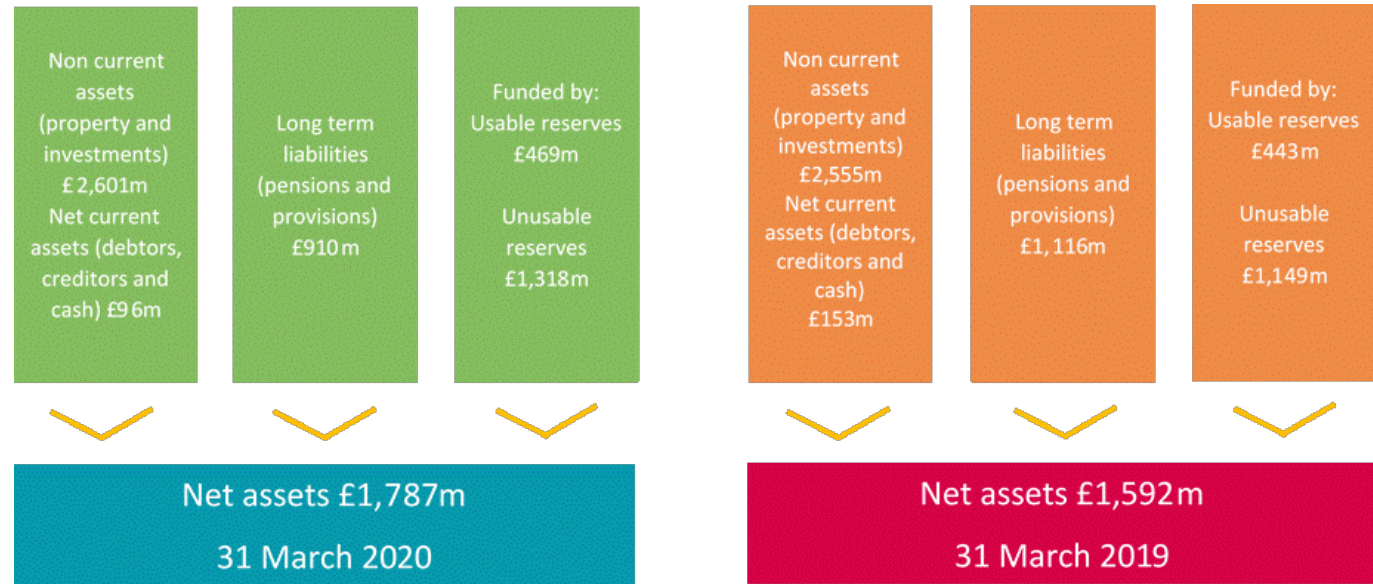 Non current
assets
(property and
investments)
£2,601m
Net current
assets (debtors,
creditors and
cash) £96m
Long term
liabilities
(pensions and
provisions)
£910m
Funded by:
Usable reserves
£469m
Unusable
reserves
£1,318m
Net assets £1,787m
31 March 2020
Non current
assets
(property and
investments)
£2,555m
Net current
assets (debtors,
creditors and
cash)
£153m
Long term
liabilities
(pensions and
provisions)
£1,116m
Funded by:
Usable reserves
£443m
Unusable
reserves
£1,149m
Net assets £1,592m
31 March 2019